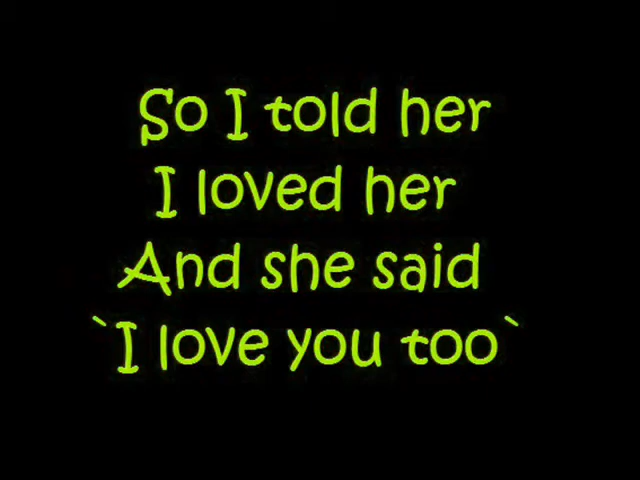 So I told her
I loved her
And she said
`I love you too`